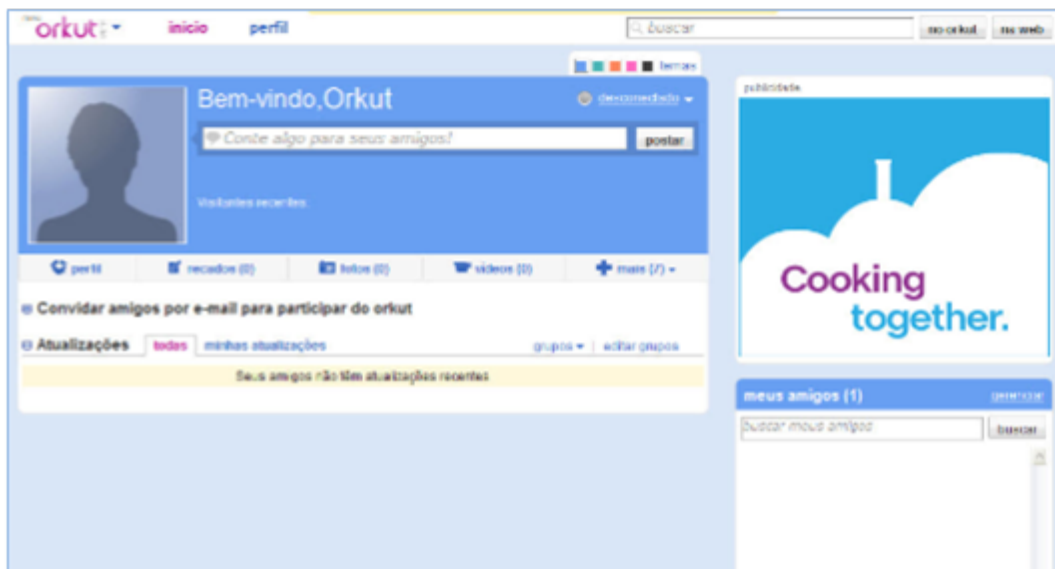 orkut
início perfil
buscar
no orkut na web
temas
Bem-vindo,Orkut
desconectado
Conte algo para seus amigos!
postar
Visitantes recentes:
perfil recados (0) fotos (0) vídeos (0) mais (7)
Convidar amigos por e-mail para participar do orkut
Atualizações todas minhas atualizações grupos | editar grupos
Seus amigos não têm atualizações recentes
publicidade
Cooking
together.
meus amigos (1) gerenciar
buscar meus amigos buscar